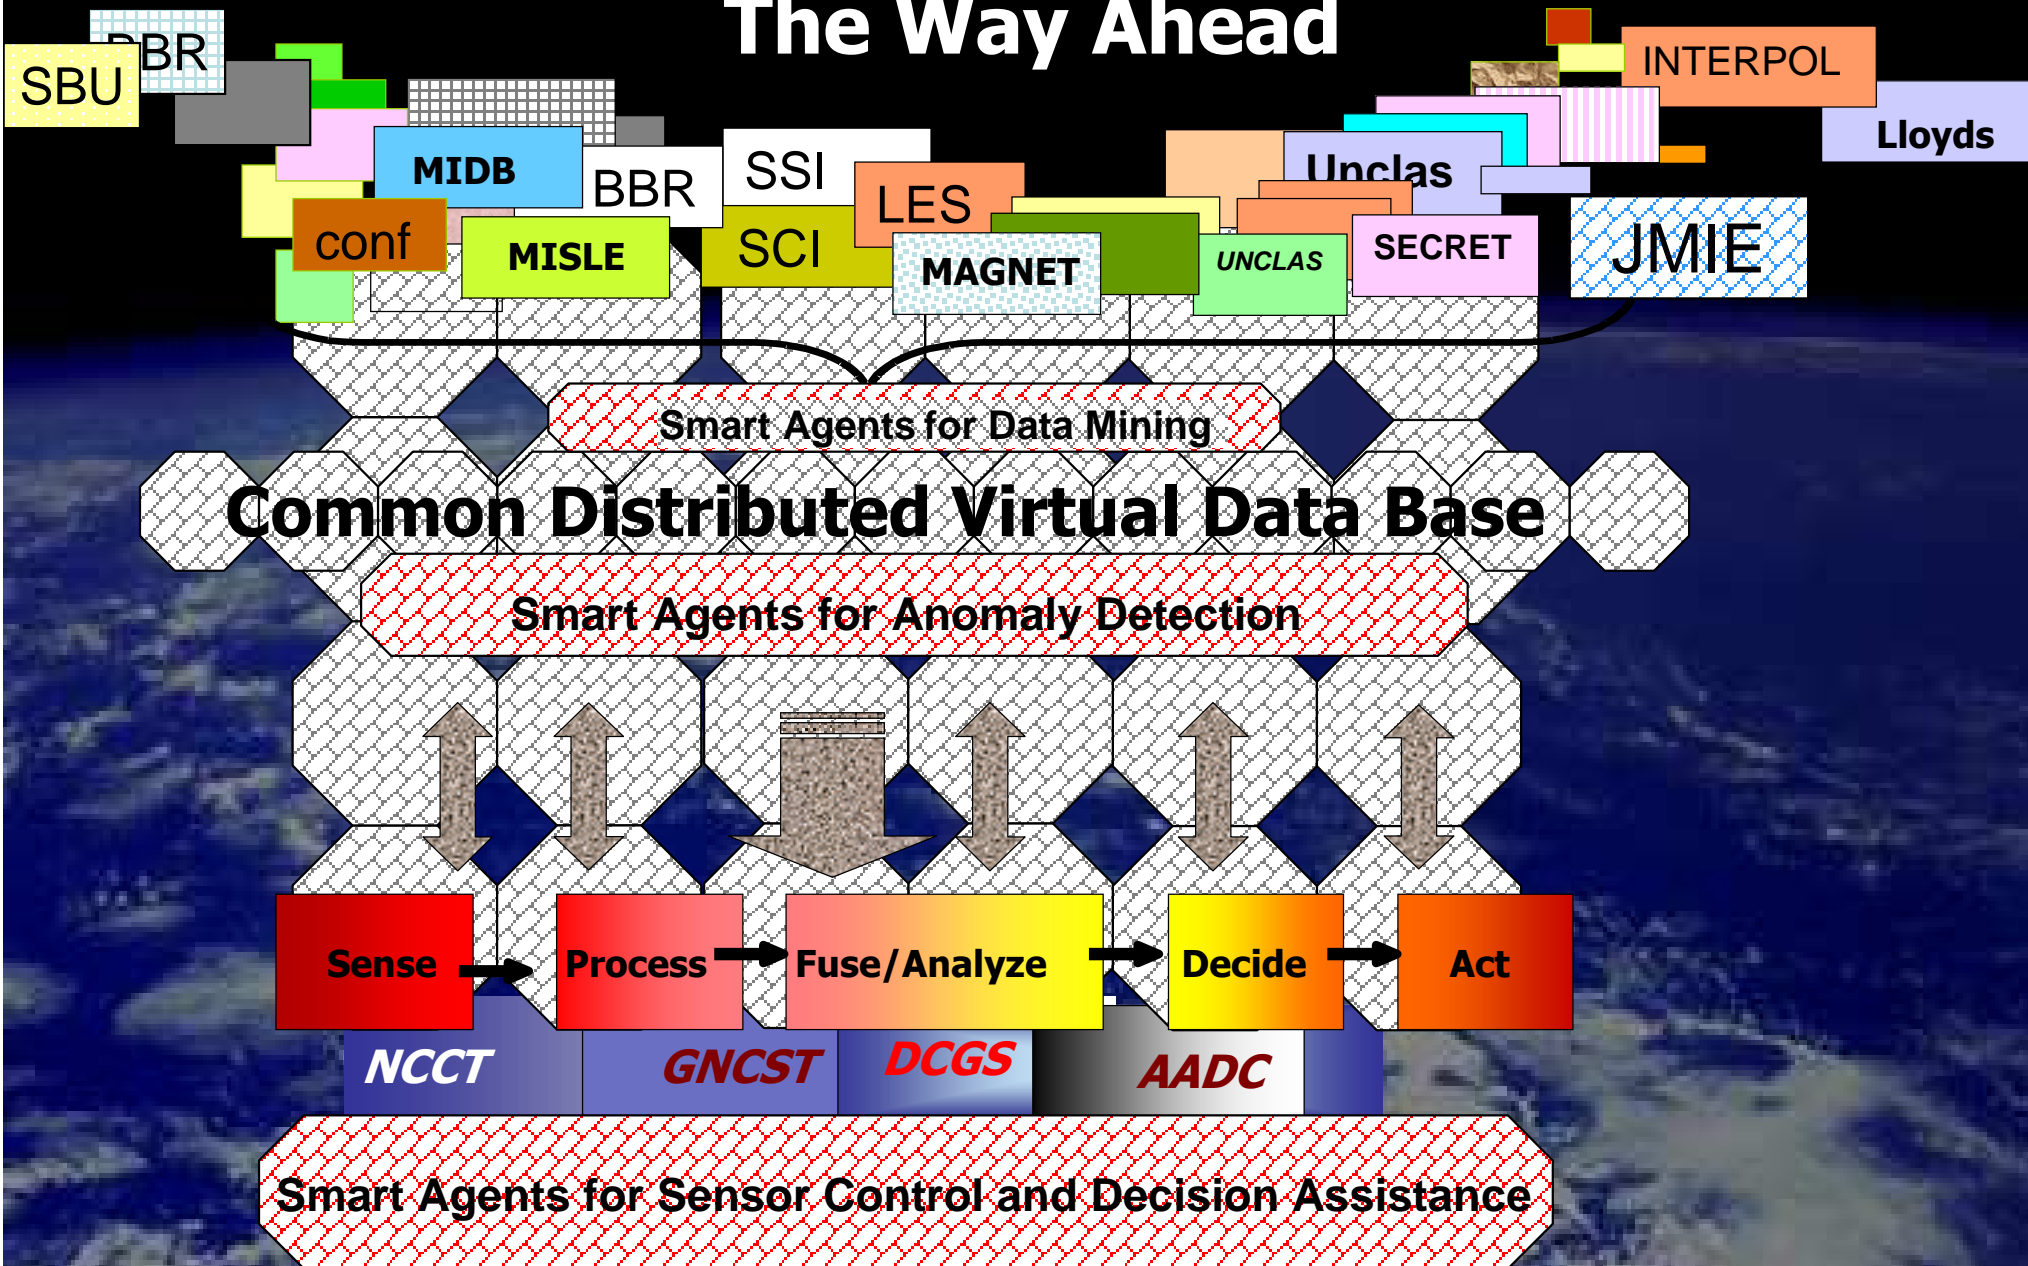 The Way Ahead
BBR
SBU
INTERPOL
Lloyds
MIDB
BBR
SSI
LES
Unclas
conf
MISLE
SCI
MAGNET
UNCLAS
SECRET
JMIE
Smart Agents for Data Mining
Common Distributed Virtual Data Base
Smart Agents for Anomaly Detection
Sense
Process
Fuse/Analyze
Decide
Act
NCCT
GNCST
DCGS
AADC
Smart Agents for Sensor Control and Decision Assistance